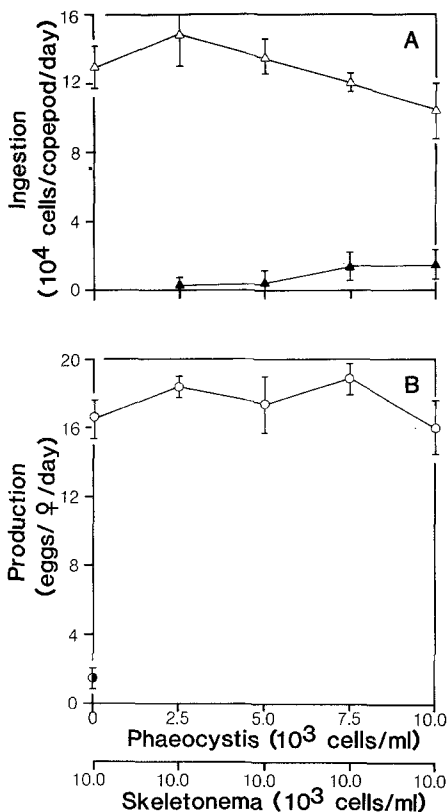 A
Ingestion
(10⁴ cells/copepod/day)
16
12
8
4
0
B
Production
(eggs/♀/day)
20
16
12
8
4
0
0 2.5 5.0 7.5 10.0
Phaeocystis (10³ cells/ml)
10.0 10.0 10.0 10.0 10.0
Skeletonema (10³ cells/ml)